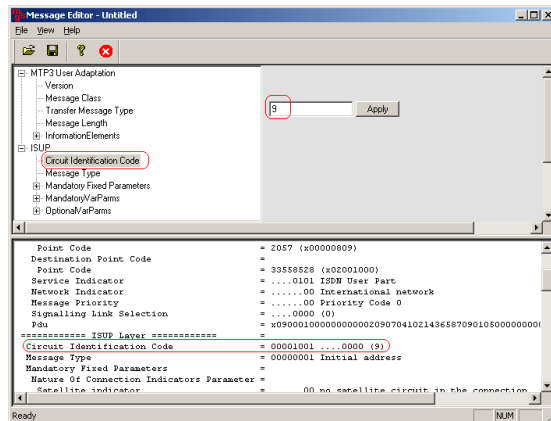 Message Editor - Untitled
File View Help
MTP3 User Adaptation
Version
Message Class
Transfer Message Type
Message Length
InformationElements
ISUP
Circuit Identification Code
Message Type
Mandatory Fixed Parameters
MandatoryVarParms
OptionalVarParms
9
Apply
Point Code = 2057 (x00000809)
Destination Point Code =
Point Code = 33558528 (x02001000)
Service Indicator = ....0101 ISDN User Part
Network Indicator = ......00 International network
Message Priority = ......00 Priority Code 0
Signalling Link Selection = ....0000 (0)
Pdu = x09000100000000000209070410214365870910500000000
============ ISUP Layer ============ =
Circuit Identification Code = 00001001 ....0000 (9)
Message Type = 00000001 Initial address
Mandatory Fixed Parameters =
Nature Of Connection Indicators Parameter =
Satellite indicator = ......00 no satellite circuit in the connection
Ready
NUM